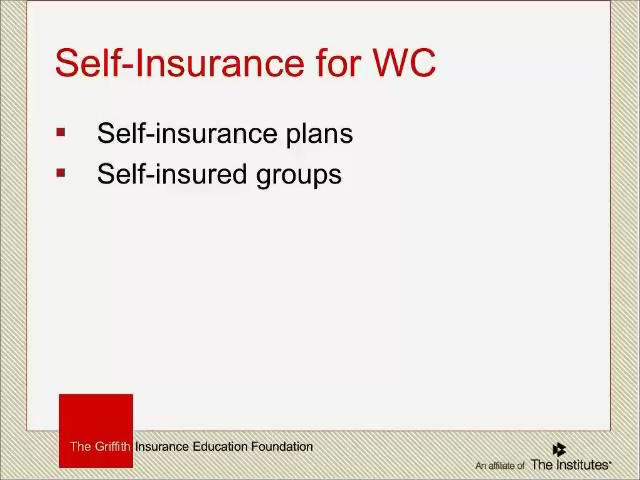 Self-Insurance for WC
▪ Self-insurance plans
▪ Self-insured groups
The Griffith Insurance Education Foundation
An affiliate of The Institutes